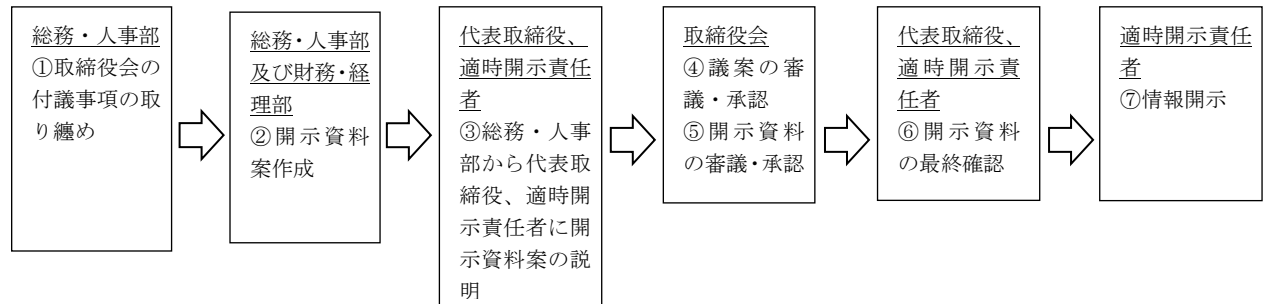 総務・人事部
①取締役会の
付議事項の取
り纏め
総務・人事部
及び財務・経
理部
②開示資料
案作成
代表取締役、
適時開示責任
者
③総務・人事
部から代表取
締役、適時開
示責任者に開
示資料案の説
明
取締役会
④議案の審
議・承認
⑤開示資料
の審議・承認
代表取締役、
適時開示責
任者
⑥開示資料
の最終確認
適時開示責任
者
⑦情報開示